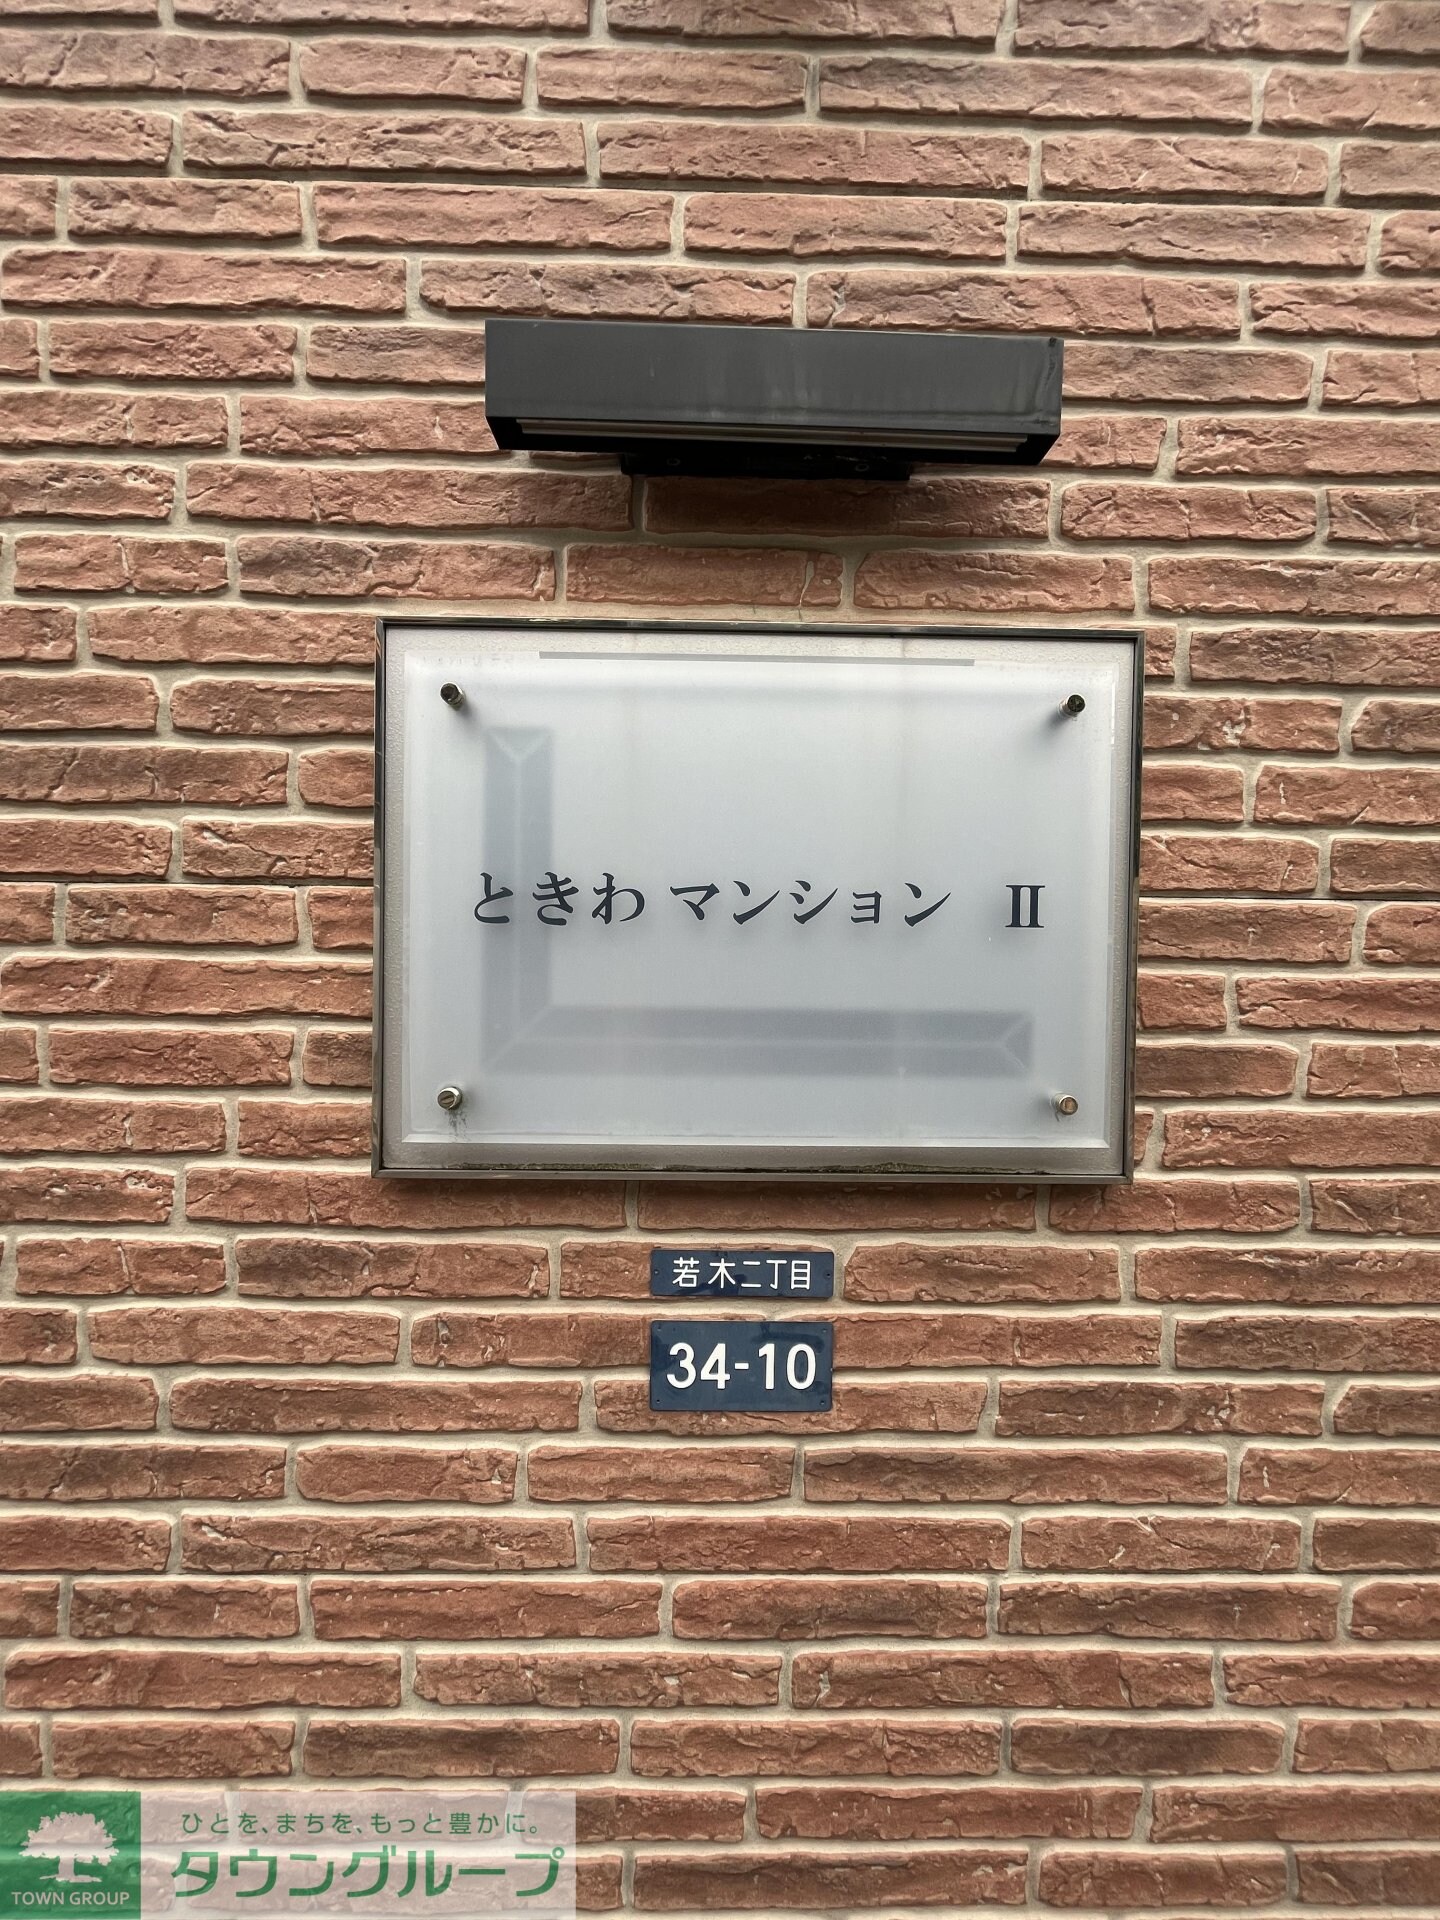 ときわ マンション Ⅱ
若木二丁目
34-10
ひとを、まちを、もっと豊かに。
タウングループ
TOWN GROUP